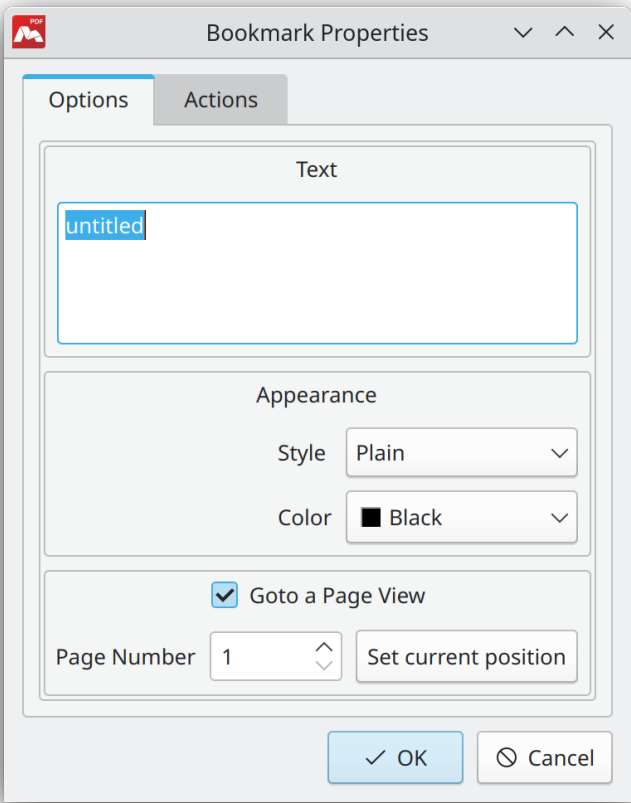 PDF
Bookmark Properties
Options Actions
Text
untitled
Appearance
Style Plain
Color Black
Goto a Page View
Page Number 1 Set current position
OK Cancel